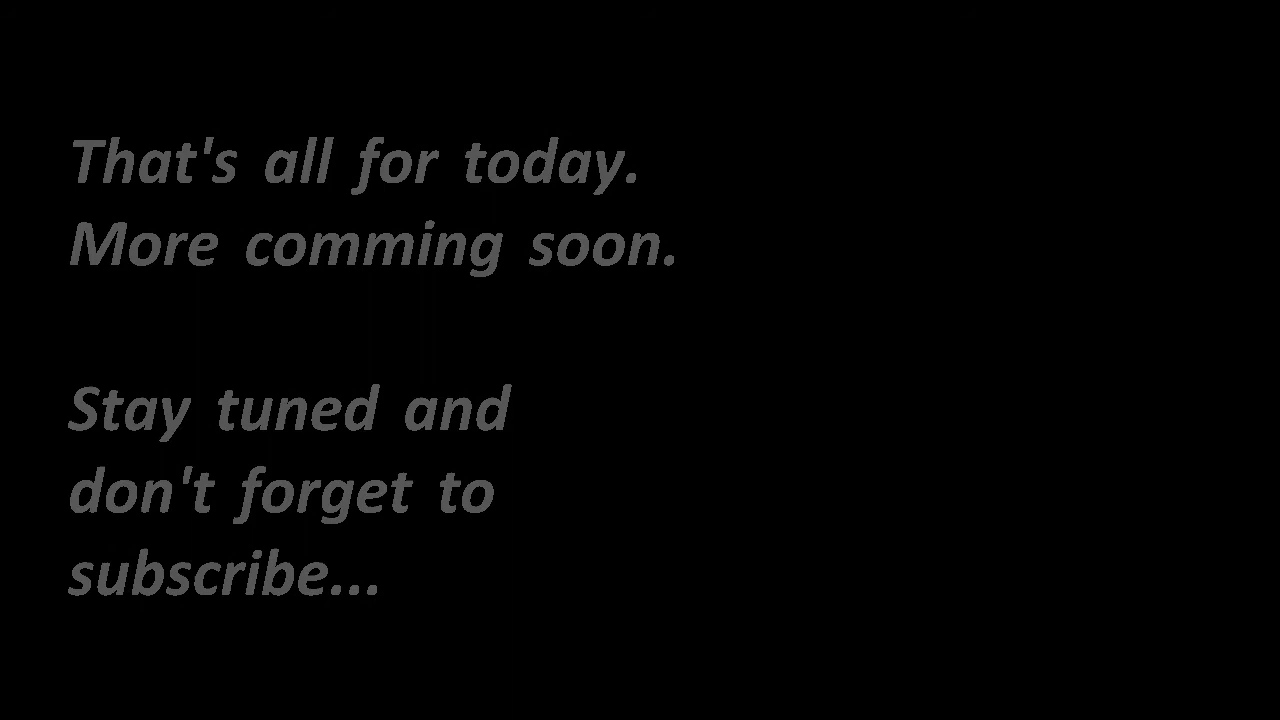 That's all for today.
More comming soon.
Stay tuned and
don't forget to
subscribe...